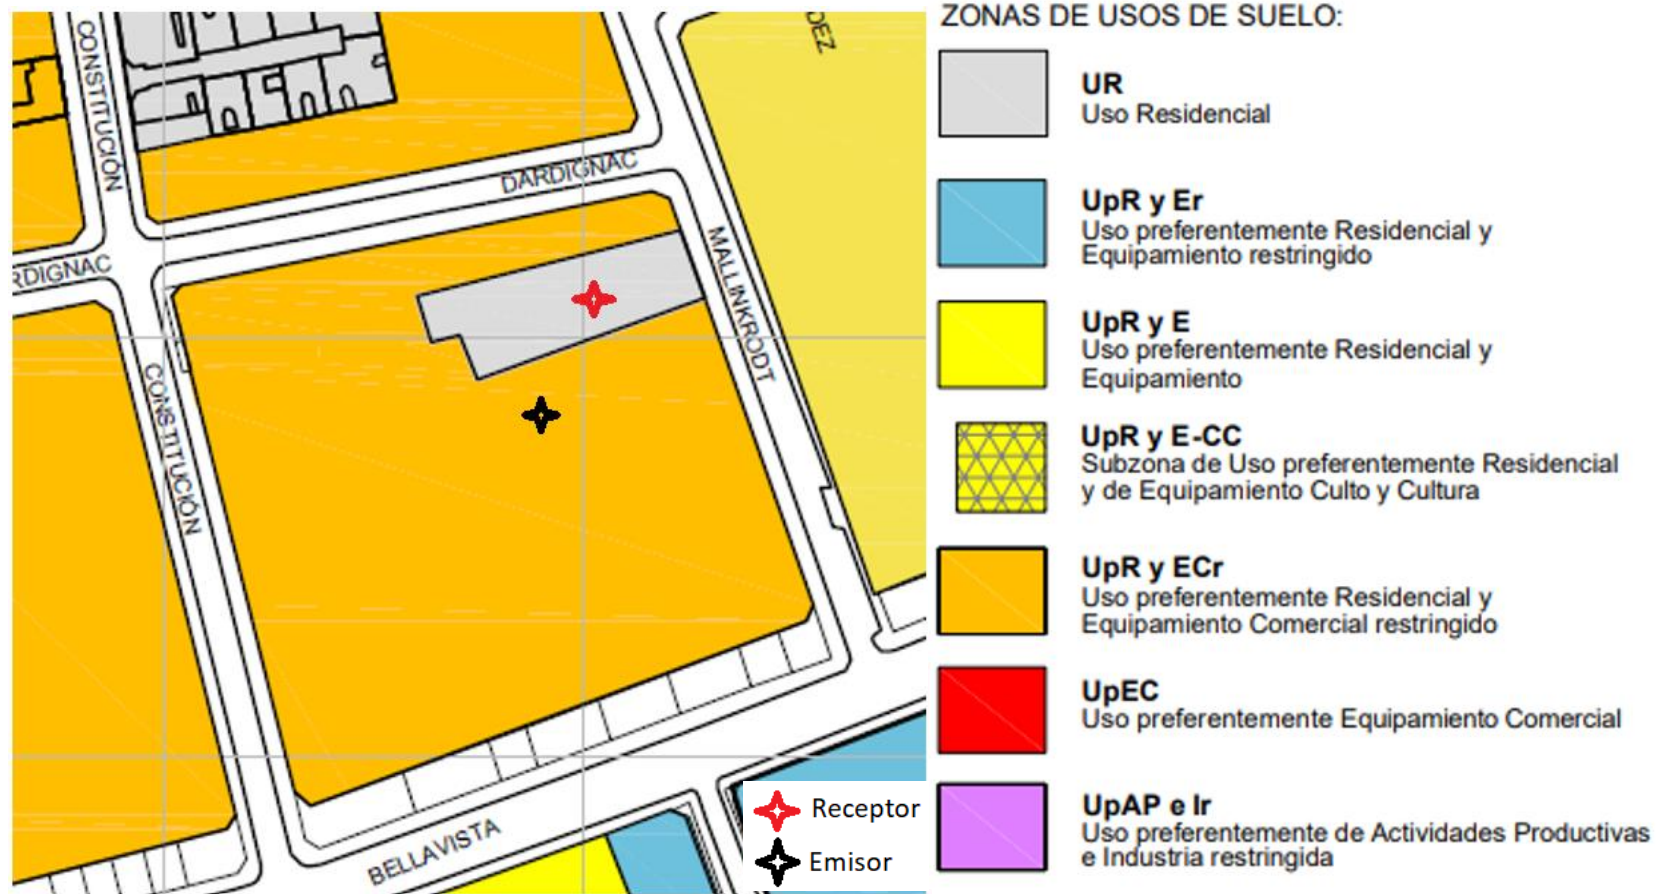 CONSTITUCIÓN
DEZ
DARDIGNAC
RDIGNAC
MALLINKRODT
CONSTITUCIÓN
BELLAVISTA
Receptor
Emisor
ZONAS DE USOS DE SUELO:
UR
Uso Residencial
UpR y Er
Uso preferentemente Residencial y
Equipamiento restringido
UpR y E
Uso preferentemente Residencial y
Equipamiento
UpR y E-CC
Subzona de Uso preferentemente Residencial
y de Equipamiento Culto y Cultura
UpR y ECr
Uso preferentemente Residencial y
Equipamiento Comercial restringido
UpEC
Uso preferentemente Equipamiento Comercial
UpAP e Ir
Uso preferentemente de Actividades Productivas
e Industria restringida